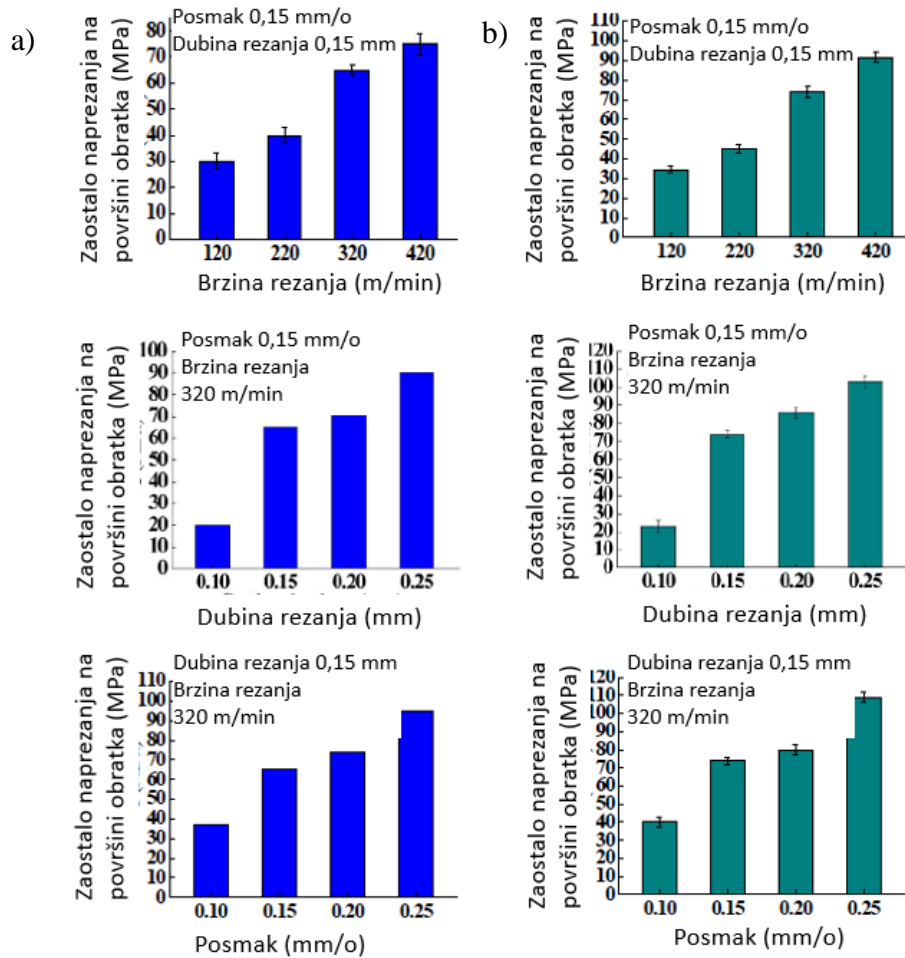 a)
Posmak 0,15 mm/o
Dubina rezanja 0,15 mm
Zaostalo naprezanja na
površini obratka (MPa)
80
70
60
50
40
30
20
10
0
120 220 320 420
Brzina rezanja (m/min)
b)
Posmak 0,15 mm/o
Dubina rezanja 0,15 mm
Zaostalo naprezanja na
površini obratka (MPa)
110
100
90
80
70
60
50
40
30
20
10
0
120 220 320 420
Brzina rezanja (m/min)
Posmak 0,15 mm/o
Brzina rezanja
320 m/min
Zaostalo naprezanja na
površini obratka (MPa)
100
90
80
70
60
50
40
30
20
10
0
0.10 0.15 0.20 0.25
Dubina rezanja (mm)
Posmak 0,15 mm/o
Brzina rezanja
320 m/min
Zaostalo naprezanja na
površini obratka (MPa)
120
110
100
90
80
70
60
50
40
30
20
10
0
0.10 0.15 0.20 0.25
Dubina rezanja (mm)
Dubina rezanja 0,15 mm
Brzina rezanja
320 m/min
Zaostalo naprezanja na
površini obratka (MPa)
110
100
90
80
70
60
50
40
30
20
10
0
0.10 0.15 0.20 0.25
Posmak (mm/o)
Dubina rezanja 0,15 mm
Brzina rezanja
320 m/min
Zaostalo naprezanja na
površini obratka (MPa)
120
110
100
90
80
70
60
50
40
30
20
10
0
0.10 0.15 0.20 0.25
Posmak (mm/o)